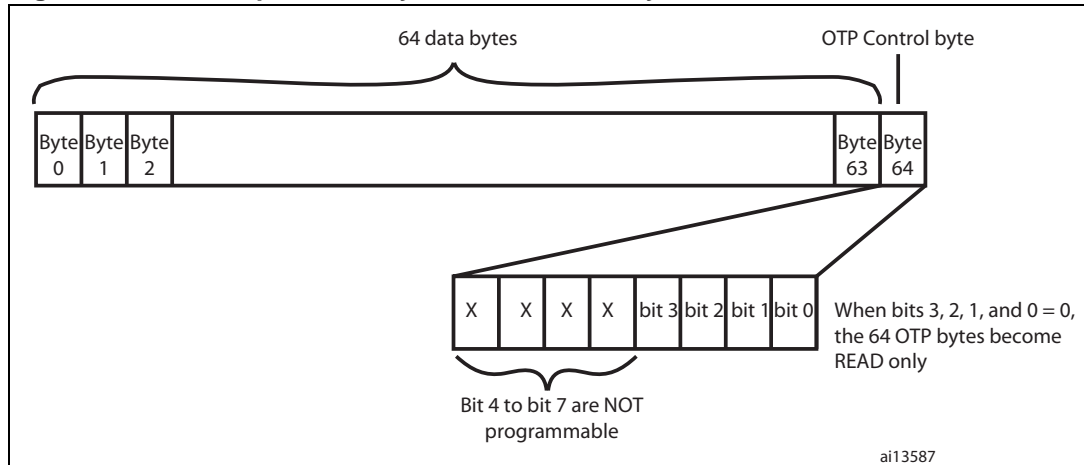 64 data bytes
OTP Control byte
Byte Byte Byte
0 1 2
Byte Byte
63 64
X X X X bit 3 bit 2 bit 1 bit 0
When bits 3, 2, 1, and 0 = 0,
the 64 OTP bytes become
READ only
Bit 4 to bit 7 are NOT
programmable
ai13587